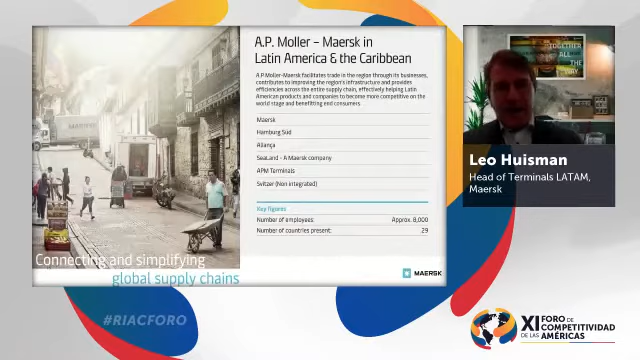 A.P. Moller – Maersk in
Latin America & the Caribbean
A.P. Moller-Maersk facilitates trade in the region through its businesses,
contributes to improving the region's infrastructure and provides
efficiencies across the entire supply chain, effectively helping Latin
American products and companies to become more competitive on the
world stage and benefitting end consumers.
Maersk
Hamburg Süd
Aliança
SeaLand - A Maersk company
APM Terminals
Svitzer (Non integrated)
Key figures
Number of employees: Approx. 8,000
Number of countries present: 29
MAERSK
Connecting and simplifying
global supply chains
MAERSK
TOGETHER
ALL
THE
WAY
Leo Huisman
Head of Terminals LATAM,
Maersk
#RIACFORO
XI FORO DE
COMPETITIVIDAD
DE LAS AMÉRICAS